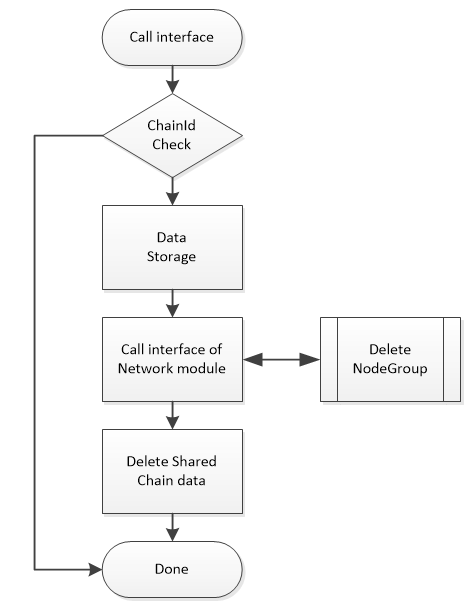 Call interface
ChainId
Check
Data
Storage
Call interface of
Network module
Delete
NodeGroup
Delete Shared
Chain data
Done